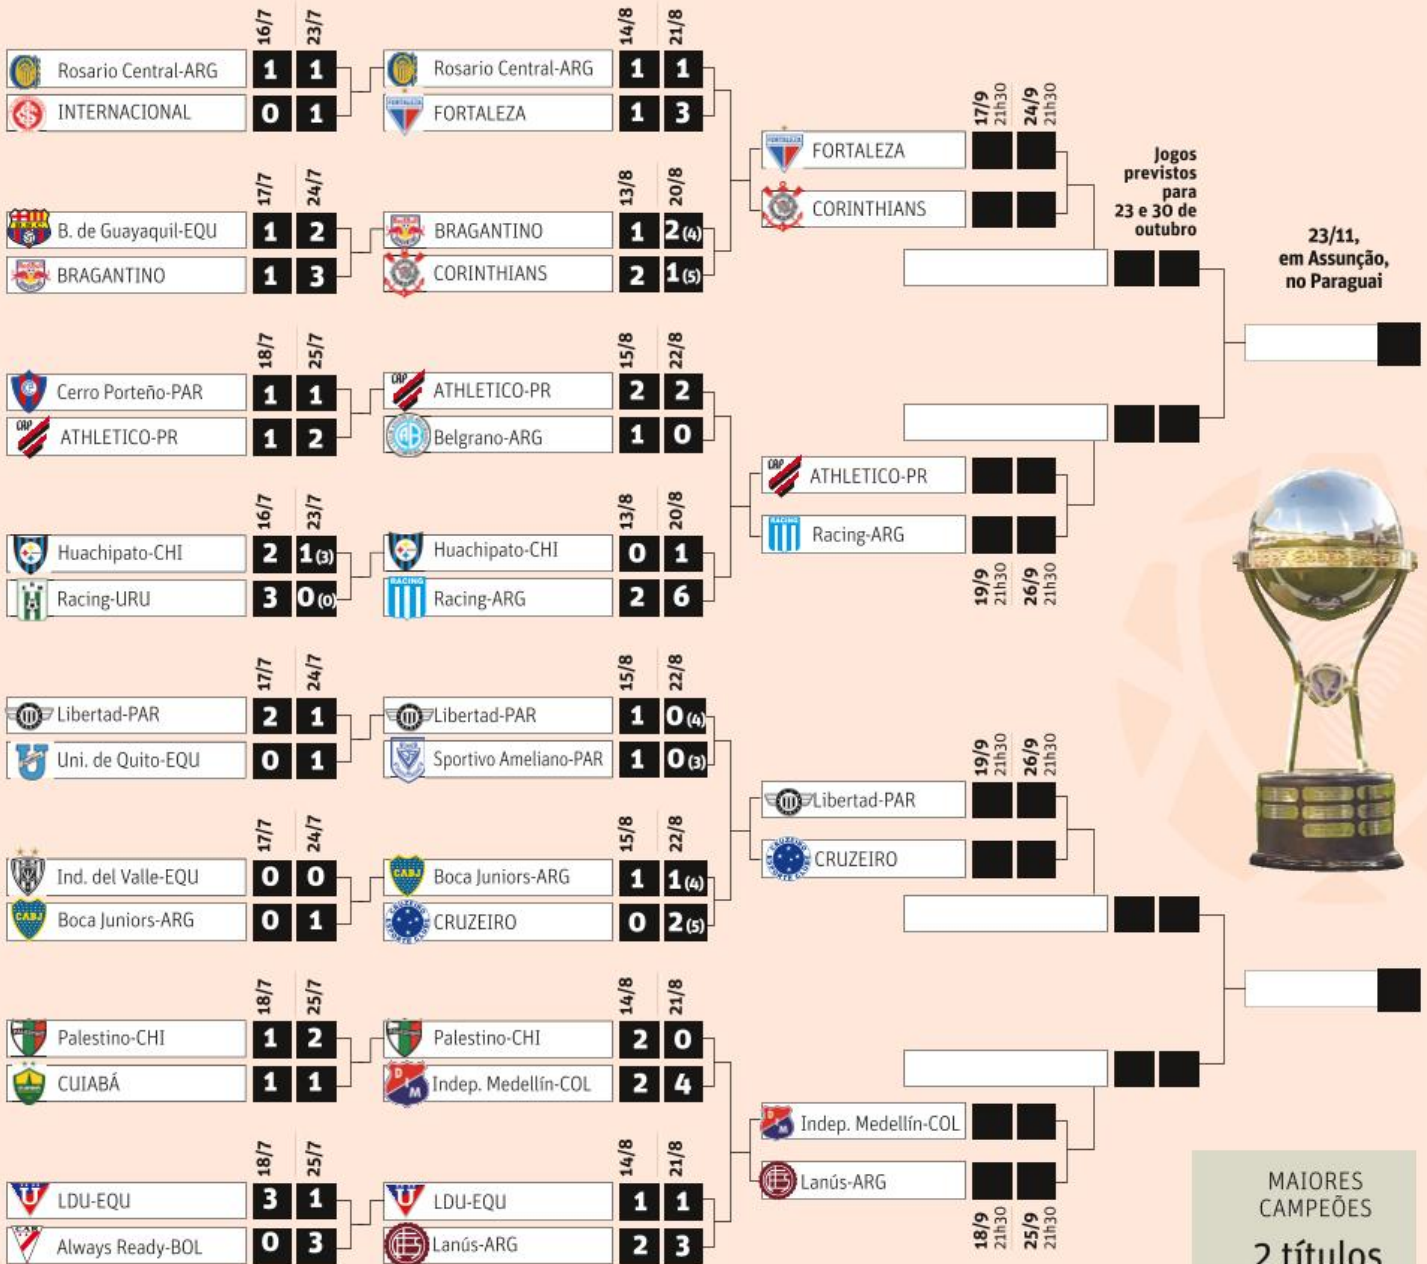 16/7 23/7
Rosario Central-ARG 1 1
INTERNACIONAL 0 1
17/7 24/7
B. de Guayaquil-EQU 1 2
BRAGANTINO 1 3
18/7 25/7
Cerro Porteño-PAR 1 1
ATHLETICO-PR 1 2
16/7 23/7
Huachipato-CHI 2 1 (3)
Racing-URU 3 0 (0)
17/7 24/7
Libertad-PAR 2 1
Uni. de Quito-EQU 0 1
17/7 24/7
Ind. del Valle-EQU 0 0
Boca Juniors-ARG 0 1
18/7 25/7
Palestino-CHI 1 2
CUIABÁ 1 1
18/7 25/7
LDU-EQU 3 1
Always Ready-BOL 0 3
14/8 21/8
Rosario Central-ARG 1 1
FORTALEZA 1 3
13/8 20/8
BRAGANTINO 1 2 (4)
CORINTHIANS 2 1 (5)
15/8 22/8
ATHLETICO-PR 2 2
Belgrano-ARG 1 0
13/8 20/8
Huachipato-CHI 0 1
Racing-ARG 2 6
15/8 22/8
Libertad-PAR 1 0 (4)
Sportivo Ameliano-PAR 1 0 (3)
15/8 22/8
Boca Juniors-ARG 1 1 (4)
CRUZEIRO 0 2 (5)
14/8 21/8
Palestino-CHI 2 0
Indep. Medellín-COL 2 4
14/8 21/8
LDU-EQU 1 1
Lanús-ARG 2 3
17/9 24/9
21h30 21h30
FORTALEZA
CORINTHIANS
ATHLETICO-PR
Racing-ARG
19/9 26/9
21h30 21h30
19/9 26/9
21h30 21h30
Libertad-PAR
CRUZEIRO
Indep. Medellín-COL
Lanús-ARG
18/9 25/9
21h30 21h30
Jogos
previstos
para
23 e 30 de
outubro
23/11,
em Assunção,
no Paraguai
MAIORES
CAMPEÕES
2 títulos